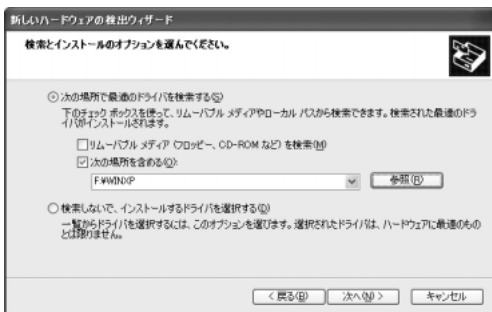 新しいハードウェアの検出ウィザード
検索とインストールのオプションを選んでください。
次の場所で最適のドライバを検索する(S)
下のチェック ボックスを使って、リムーバブル メディアやローカル パスから検索できます。検索された最適のドラ
イバがインストールされます。
リムーバブル メディア (フロッピー、CD-ROM など) を検索(M)
次の場所を含める(O):
F:¥WINXP
参照(R)
検索しないで、インストールするドライバを選択する(D)
一覧からドライバを選択するには、このオプションを選びます。選択されたドライバは、ハードウェアに最適のもの
とは限りません。
< 戻る(B)
次へ(N) >
キャンセル